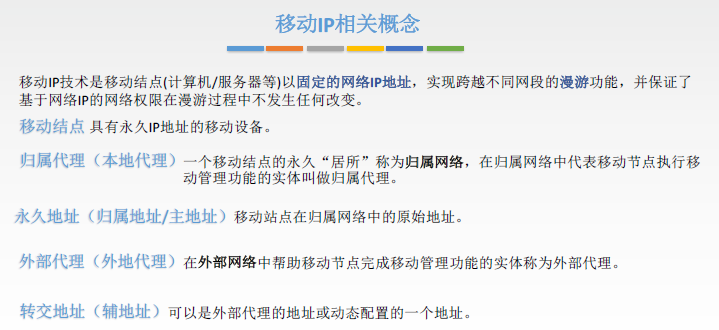 移动IP相关概念
移动IP技术是移动结点(计算机/服务器等)以固定的网络IP地址，实现跨越不同网段的漫游功能，并保证了
基于网络IP的网络权限在漫游过程中不发生任何改变。
移动结点 具有永久IP地址的移动设备。
归属代理（本地代理）一个移动结点的永久“居所”称为归属网络，在归属网络中代表移动节点执行移
动管理功能的实体叫做归属代理。
永久地址（归属地址/主地址）移动站点在归属网络中的原始地址。
外部代理（外地代理）在外部网络中帮助移动节点完成移动管理功能的实体称为外部代理。
转交地址（辅地址）可以是外部代理的地址或动态配置的一个地址。